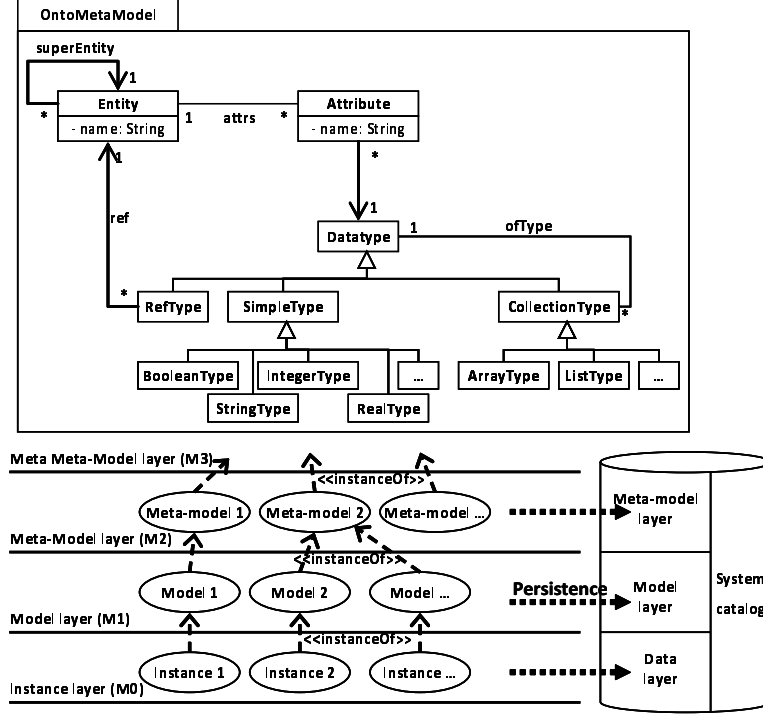 OntoMetaModel
superEntity
1
Entity
*
- name: String
1
attrs
*
Attribute
- name: String
1
*
ref
1
Datatype
1
ofType
*
RefType
SimpleType
CollectionType
*
BooleanType
IntegerType
...
ArrayType
ListType
...
StringType
RealType
Meta Meta-Model layer (M3)
<<instanceOf>>
Meta-model 1
Meta-model 2
Meta-model ...
Meta-model
layer
Meta-Model layer (M2)
<<instanceOf>>
Model 1
Model 2
Model ...
Persistence
Model
layer
System
catalog
Model layer (M1)
<<instanceOf>>
Instance 1
Instance 2
Instance ...
Data
layer
Instance layer (M0)